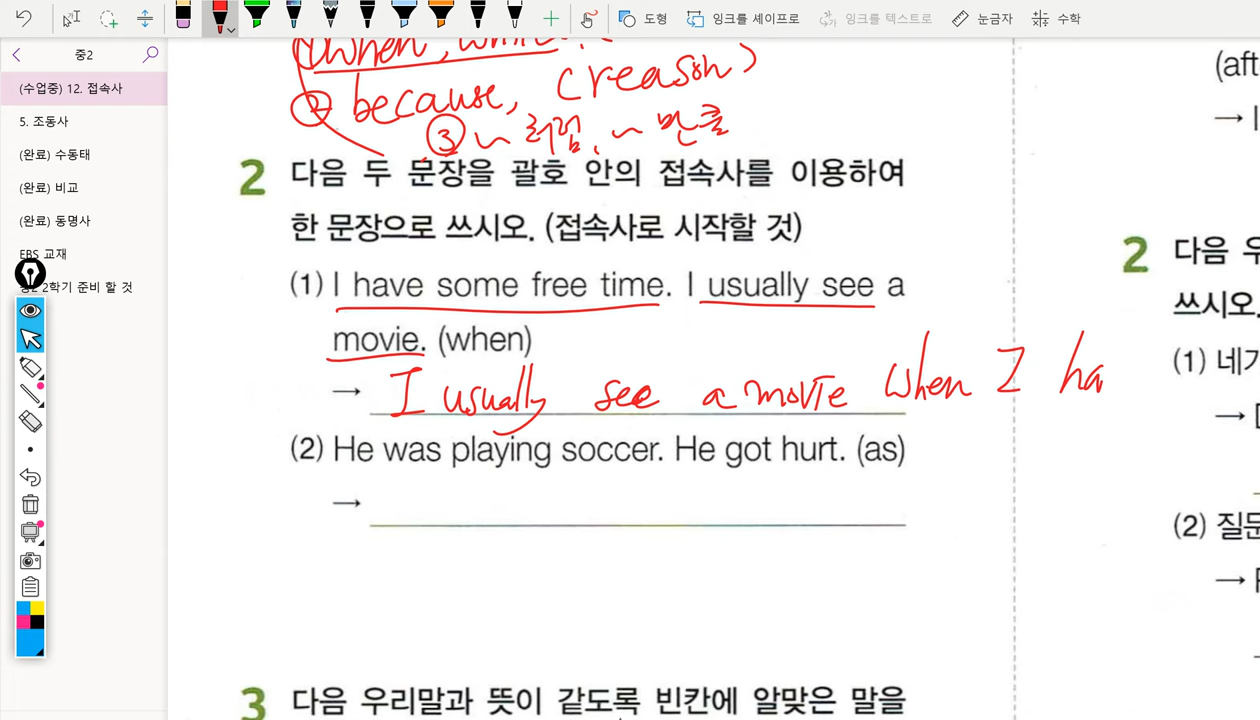 도형
잉크를 셰이프로
잉크를 텍스트로
눈금자
수학
중2
(수업중) 12. 접속사
5. 조동사
(완료) 수동태
(완료) 비교
(완료) 동명사
EBS 교재
2학기 준비 할 것
when,
② because, (reason)
③ ~처럼, ~만큼
2 다음 두 문장을 괄호 안의 접속사를 이용하여
한 문장으로 쓰시오. (접속사로 시작할 것)
(1) I have some free time. I usually see a
movie. (when)
→ I usually see a movie when I ha
(2) He was playing soccer. He got hurt. (as)
→
3 다음 우리말과 뜻이 같도록 빈칸에 알맞은 말을
(aft
→ I
2 다음
쓰시오.
(1) 네가
→
(2) 질문
→